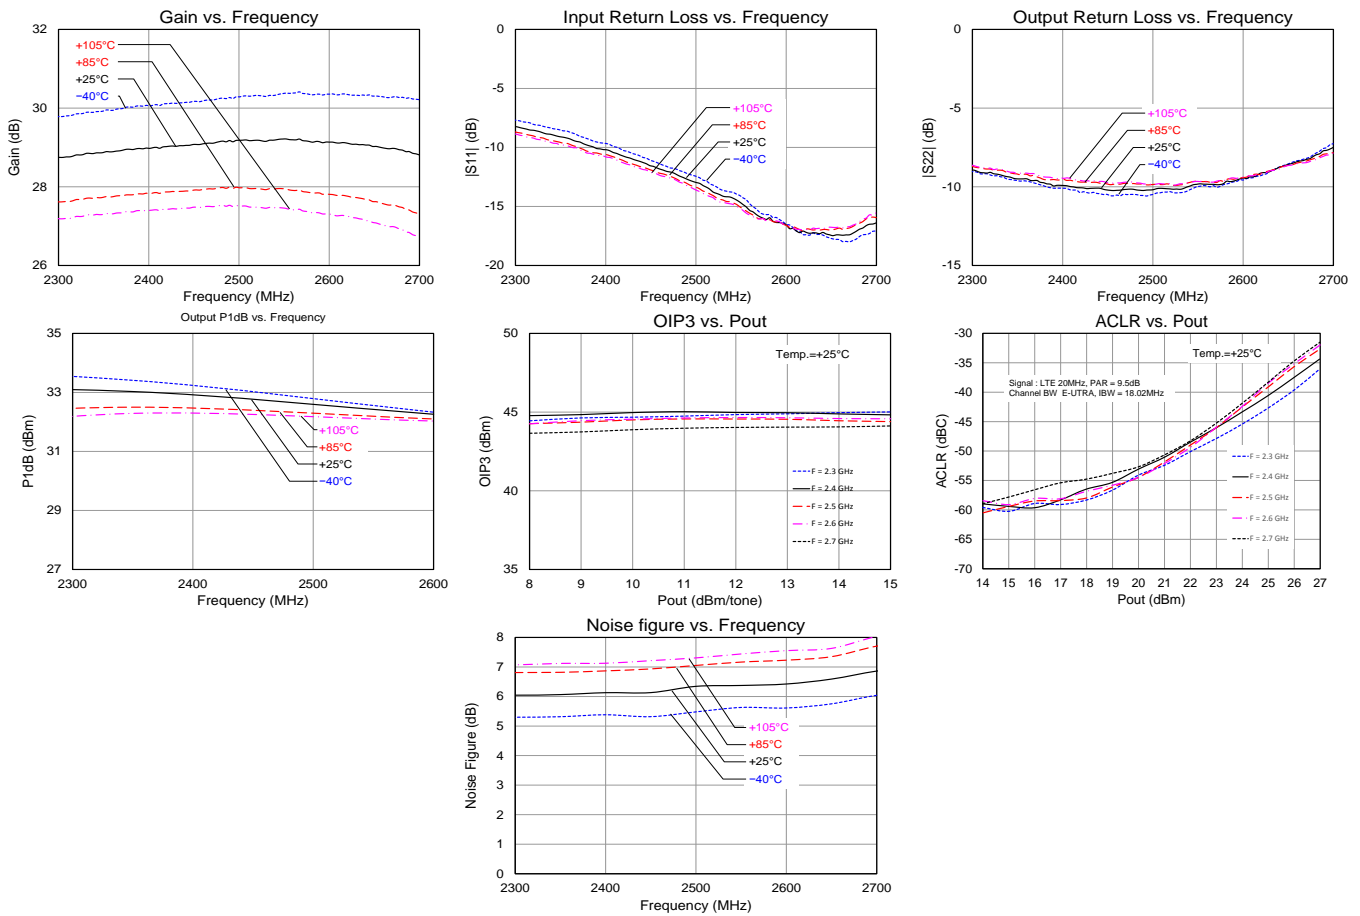 Gain vs. Frequency
32
30
28
26
Gain (dB)
+105°C
+85°C
+25°C
−40°C
2300
2400
2500
2600
2700
Frequency (MHz)
Input Return Loss vs. Frequency
0
-5
-10
-15
-20
|S11| (dB)
+105°C
+85°C
+25°C
−40°C
2300
2400
2500
2600
2700
Frequency (MHz)
Output Return Loss vs. Frequency
0
-5
-10
-15
|S22| (dB)
+105°C
+85°C
+25°C
−40°C
2300
2400
2500
2600
2700
Frequency (MHz)
Output P1dB vs. Frequency
35
33
31
29
27
P1dB (dBm)
+105°C
+85°C
+25°C
−40°C
2300
2400
2500
2600
Frequency (MHz)
OIP3 vs. Pout
50
45
40
35
OIP3 (dBm)
Temp.=+25°C
F = 2.3 GHz
F = 2.4 GHz
F = 2.5 GHz
F = 2.6 GHz
F = 2.7 GHz
8
9
10
11
12
13
14
15
Pout (dBm/tone)
ACLR vs. Pout
-30
-35
-40
-45
-50
-55
-60
-65
-70
ACLR (dBC)
Temp.=+25°C
Signal : LTE 20MHz, PAR = 9.5dB
Channel BW E-UTRA, IBW = 18.02MHz
F = 2.3 GHz
F = 2.4 GHz
F = 2.5 GHz
F = 2.6 GHz
F = 2.7 GHz
14
15
16
17
18
19
20
21
22
23
24
25
26
27
Pout (dBm)
Noise figure vs. Frequency
8
7
6
5
4
3
2
1
0
Noise Figure (dB)
+105°C
+85°C
+25°C
−40°C
2300
2400
2500
2600
2700
Frequency (MHz)